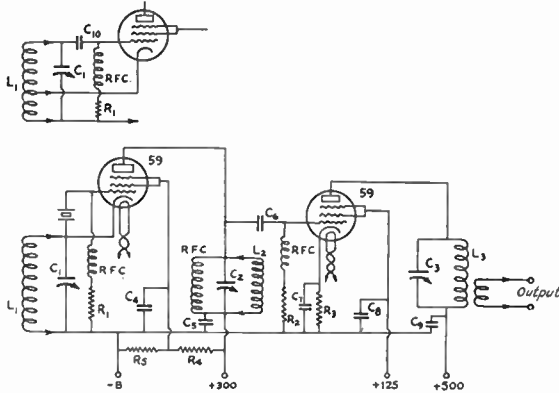 C10
L1
C1
RFC
R1
59
59
C6
RFC
L2
C2
RFC
C3
L3
C1
RFC
L1
R1
C4
C5
R2
C7
R3
C8
C9
Output
R5
R4
-B
+300
+125
+500